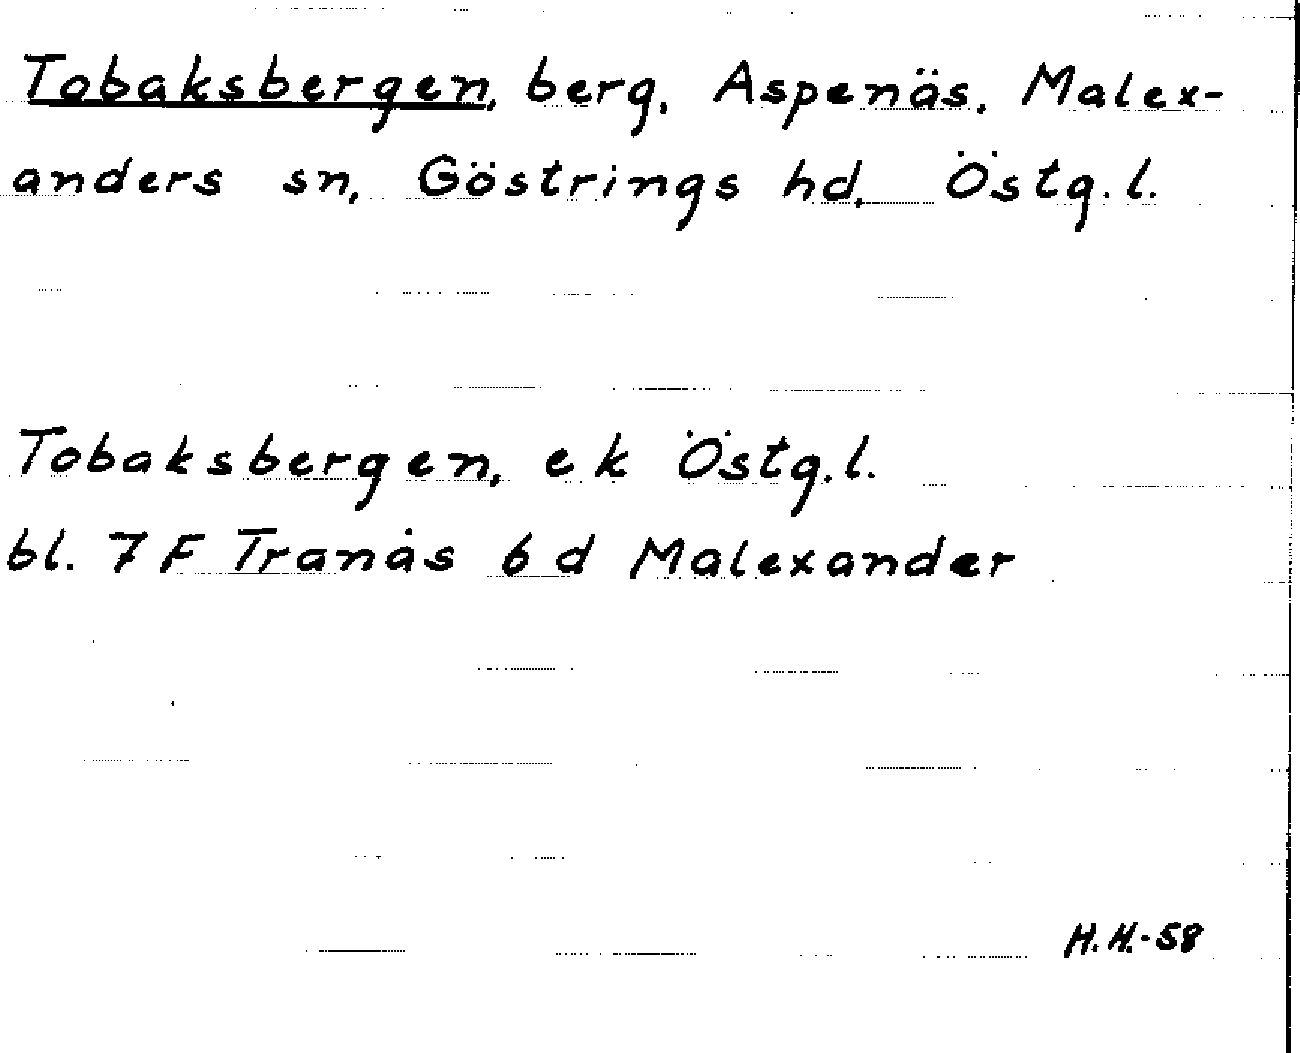 Tobaksbergen, berg, Aspenäs, Malex-
anders sn, Göstrings hd, Östg.l.
Tobaksbergen, ek Östg.l.
bl. 7 F Tranås 6 d Malexander
H.H.-58